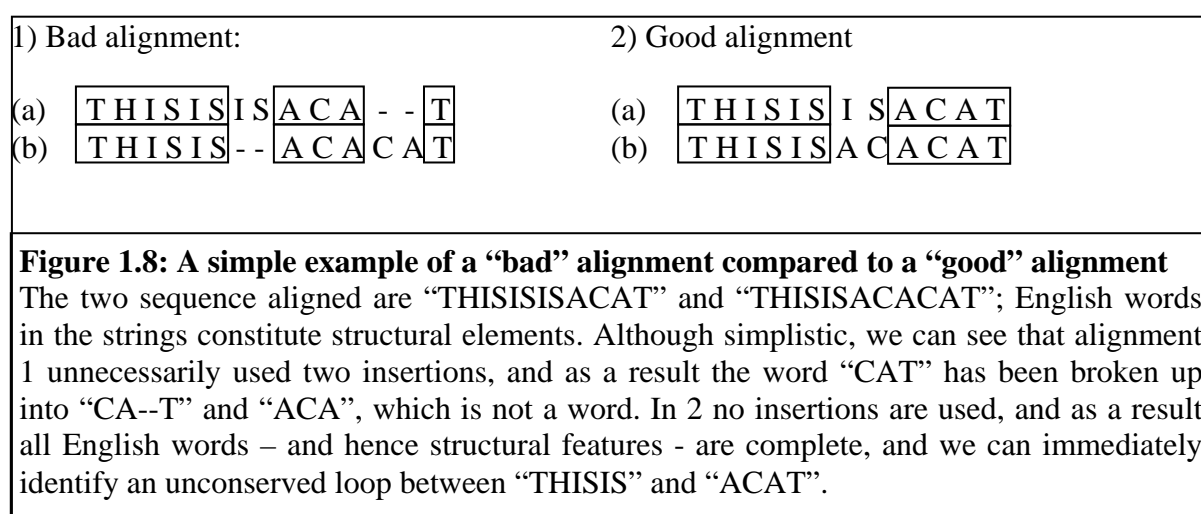 1) Bad alignment: 2) Good alignment
(a) T H I S I S I S A C A - - T (a) T H I S I S I S A C A T
(b) T H I S I S - - A C A C A T (b) T H I S I S A C A C A T
Figure 1.8: A simple example of a “bad” alignment compared to a “good” alignment
The two sequence aligned are “THISISISACAT” and “THISISACACAT”; English words
in the strings constitute structural elements. Although simplistic, we can see that alignment
1 unnecessarily used two insertions, and as a result the word “CAT” has been broken up
into “CA--T” and “ACA”, which is not a word. In 2 no insertions are used, and as a result
all English words – and hence structural features - are complete, and we can immediately
identify an unconserved loop between “THISIS” and “ACAT”.